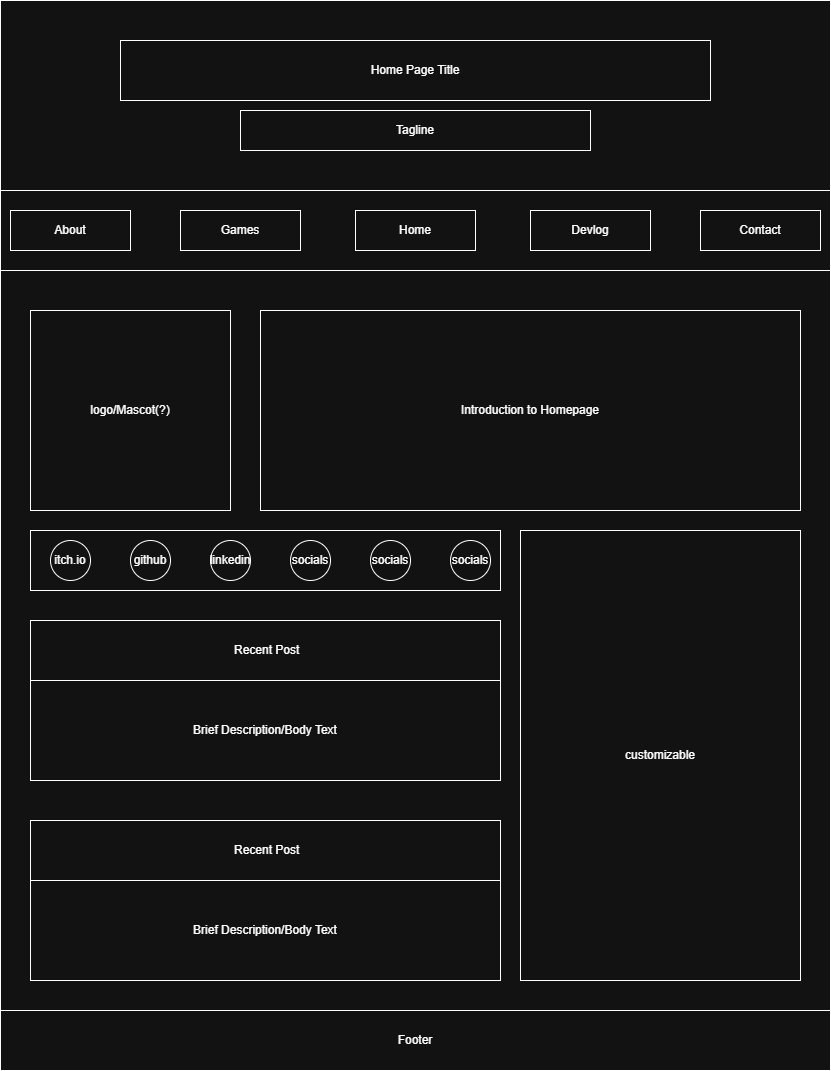 Home Page Title
Tagline
About
Games
Home
Devlog
Contact
logo/Mascot(?)
Introduction to Homepage
itch.io
github
linkedin
socials
socials
socials
Recent Post
Brief Description/Body Text
customizable
Recent Post
Brief Description/Body Text
Footer